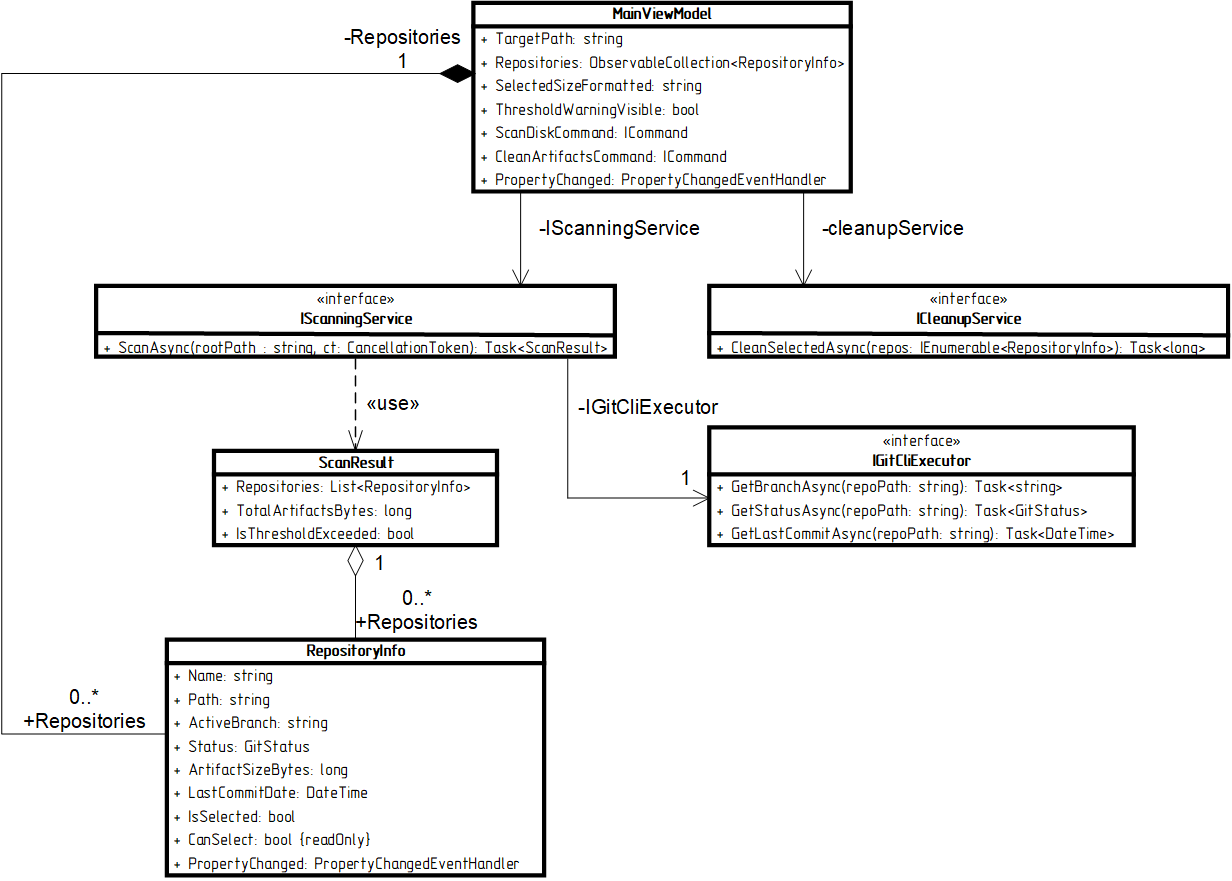 MainViewModel
+ TargetPath: string
+ Repositories: ObservableCollection<RepositoryInfo>
+ SelectedSizeFormatted: string
+ ThresholdWarningVisible: bool
+ ScanDiskCommand: ICommand
+ CleanArtifactsCommand: ICommand
+ PropertyChanged: PropertyChangedEventHandler
-Repositories
1
-IScanningService
-cleanupService
«interface»
IScanningService
+ ScanAsync(rootPath : string, ct: CancellationToken): Task<ScanResult>
«interface»
ICleanupService
+ CleanSelectedAsync(repos: IEnumerable<RepositoryInfo>): Task<long>
«use»
-IGitCliExecutor
1
«interface»
IGitCliExecutor
+ GetBranchAsync(repoPath: string): Task<string>
+ GetStatusAsync(repoPath: string): Task<GitStatus>
+ GetLastCommitAsync(repoPath: string): Task<DateTime>
ScanResult
+ Repositories: List<RepositoryInfo>
+ TotalArtifactsBytes: long
+ IsThresholdExceeded: bool
1
0..*
+Repositories
RepositoryInfo
+ Name: string
+ Path: string
+ ActiveBranch: string
+ Status: GitStatus
+ ArtifactSizeBytes: long
+ LastCommitDate: DateTime
+ IsSelected: bool
+ CanSelect: bool {readOnly}
+ PropertyChanged: PropertyChangedEventHandler
0..*
+Repositories